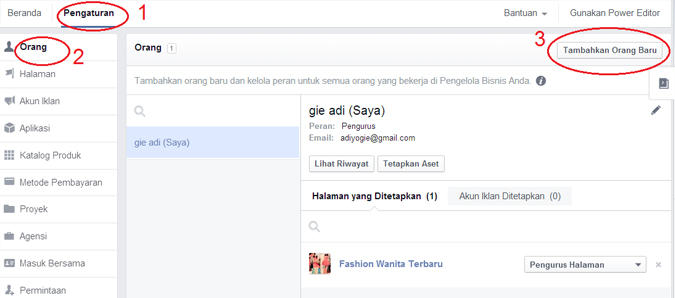 Beranda
Pengaturan
1
Bantuan
Gunakan Power Editor
Orang
2
Halaman
Akun Iklan
Aplikasi
Katalog Produk
Metode Pembayaran
Proyek
Agensi
Masuk Bersama
Permintaan
Orang 1
3
Tambahkan Orang Baru
Tambahkan orang baru dan kelola peran untuk semua orang yang bekerja di Pengelola Bisnis Anda.
gie adi (Saya)
gie adi (Saya)
Peran: Pengurus
Email: adiyogie@gmail.com
Lihat Riwayat
Tetapkan Aset
Halaman yang Ditetapkan (1)
Akun Iklan Ditetapkan (0)
Fashion Wanita Terbaru
Pengurus Halaman